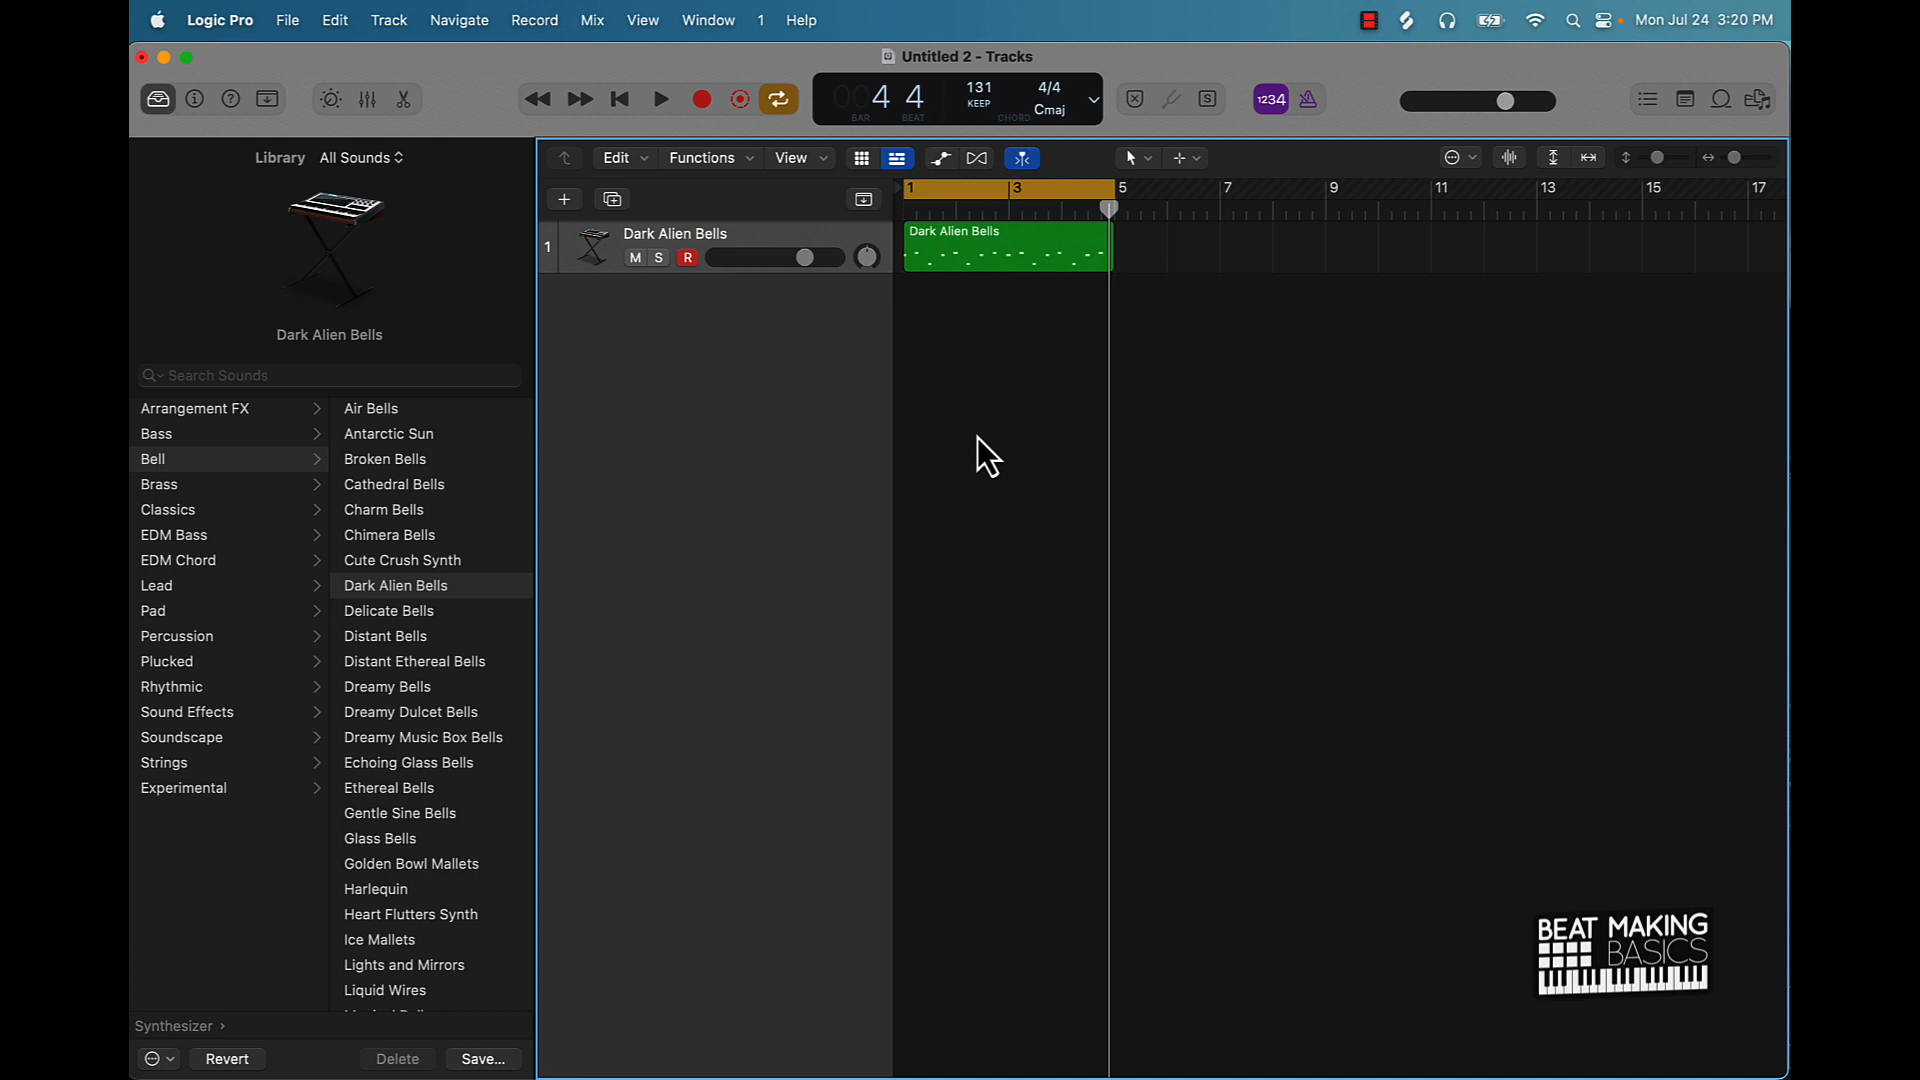 Logic Pro File Edit Track Navigate Record Mix View Window 1 Help Mon Jul 24 3:20 PM
Untitled 2 - Tracks
004 4 131 4/4
KEEP Cmaj
BAR BEAT CHORD
1234
Library All Sounds
Edit Functions View
1 3 5 7 9 11 13 15 17
1 Dark Alien Bells
M S R
Dark Alien Bells
Dark Alien Bells
Search Sounds
Arrangement FX
Bass
Bell
Brass
Classics
EDM Bass
EDM Chord
Lead
Pad
Percussion
Plucked
Rhythmic
Sound Effects
Soundscape
Strings
Experimental
Air Bells
Antarctic Sun
Broken Bells
Cathedral Bells
Charm Bells
Chimera Bells
Cute Crush Synth
Dark Alien Bells
Delicate Bells
Distant Bells
Distant Ethereal Bells
Dreamy Bells
Dreamy Dulcet Bells
Dreamy Music Box Bells
Echoing Glass Bells
Ethereal Bells
Gentle Sine Bells
Glass Bells
Golden Bowl Mallets
Harlequin
Heart Flutters Synth
Ice Mallets
Lights and Mirrors
Liquid Wires
Synthesizer ›
Revert Delete Save...
BEAT MAKING
BASICS